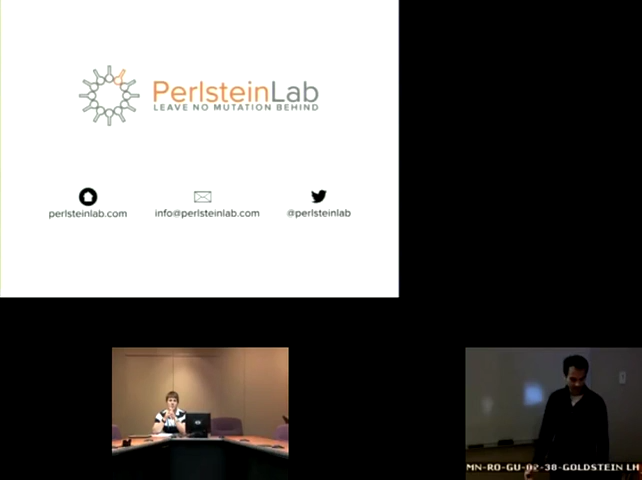 PerlsteinLab
LEAVE NO MUTATION BEHIND
perlsteinlab.com
info@perlsteinlab.com
@perlsteinlab
MN-RO-GU-02-38-GOLDSTEIN LH